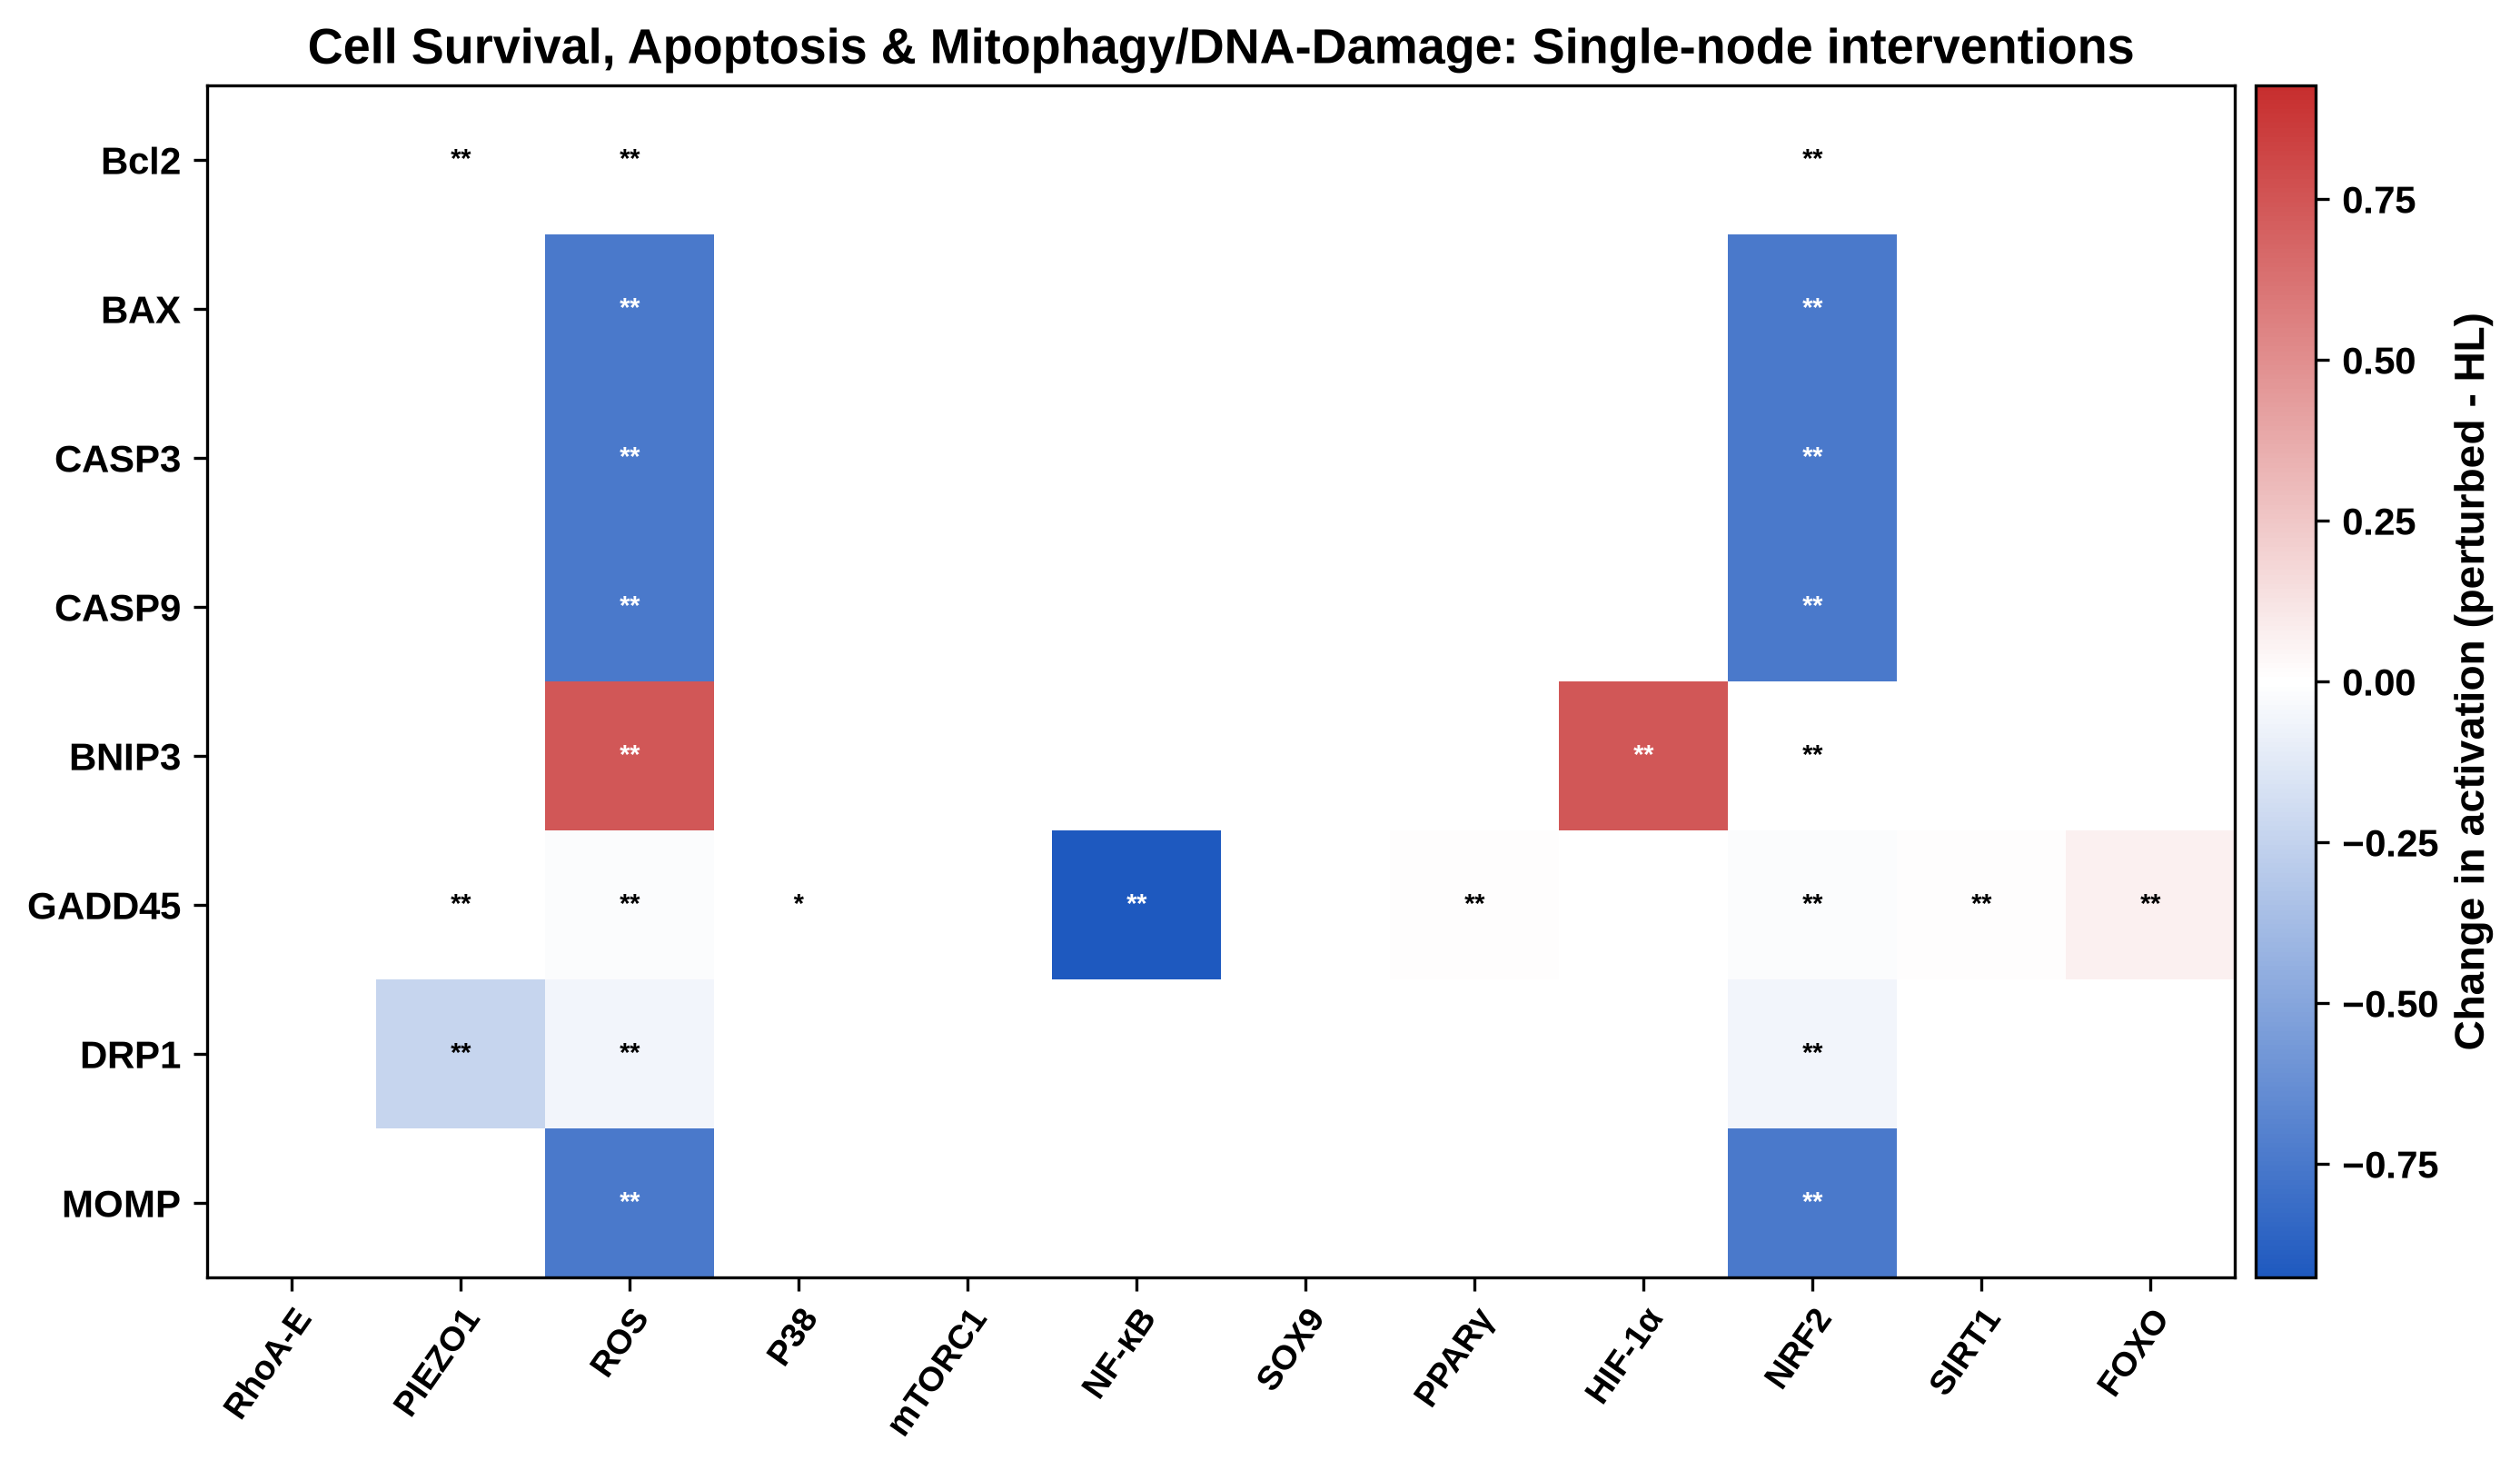 Cell Survival, Apoptosis & Mitophagy/DNA-Damage: Single-node interventions
Bcl2 ** ** **
BAX ** **
CASP3 ** **
CASP9 ** **
BNIP3 ** ** **
GADD45 ** ** * ** ** ** ** **
DRP1 ** ** **
MOMP ** **
RhoA-E PIEZO1 ROS P38 mTORC1 NF-κB SOX9 PPARγ HIF-1α NRF2 SIRT1 FOXO
0.75
0.50
0.25
0.00
−0.25
−0.50
−0.75
Change in activation (perturbed - HL)